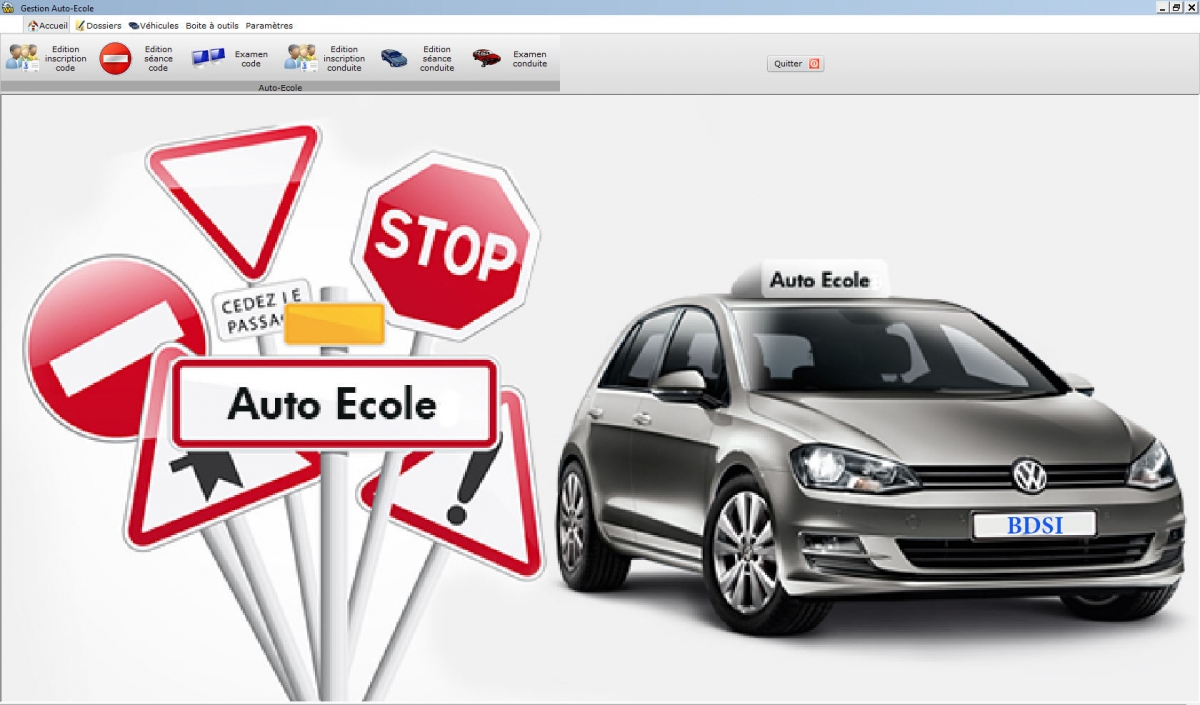 Gestion Auto-Ecole
Accueil Dossiers Véhicules Boite à outils Paramètres
Edition
inscription
code
Edition
séance
code
Examen
code
Edition
inscription
conduite
Edition
séance
conduite
Examen
conduite
Quitter
Auto-Ecole
STOP
CEDEZ LE
PASSA
Auto Ecole
Auto Ecole
BDSI